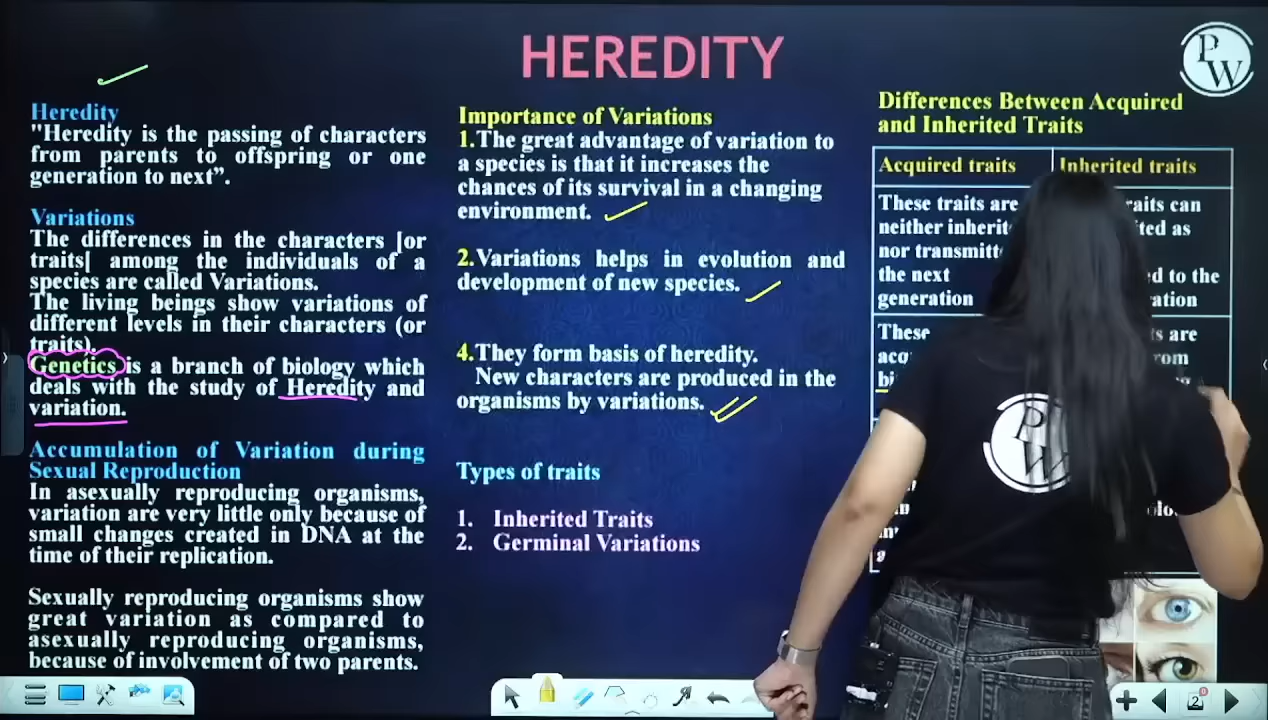 HEREDITY
PW
Heredity
"Heredity is the passing of characters
from parents to offspring or one
generation to next”.
Variations
The differences in the characters [or
traits[ among the individuals of a
species are called Variations.
The living beings show variations of
different levels in their characters (or
traits).
Genetics is a branch of biology which
deals with the study of Heredity and
variation.
Accumulation of Variation during
Sexual Reproduction
In asexually reproducing organisms,
variation are very little only because of
small changes created in DNA at the
time of their replication.
Sexually reproducing organisms show
great variation as compared to
asexually reproducing organisms,
because of involvement of two parents.
Importance of Variations
1.The great advantage of variation to
a species is that it increases the
chances of its survival in a changing
environment.
2.Variations helps in evolution and
development of new species.
4.They form basis of heredity.
New characters are produced in the
organisms by variations.
Types of traits
1. Inherited Traits
2. Germinal Variations
Differences Between Acquired
and Inherited Traits
Acquired traits
Inherited traits
These traits are
neither
nor
the next
generation
These
can
as
to the
are
PW
2